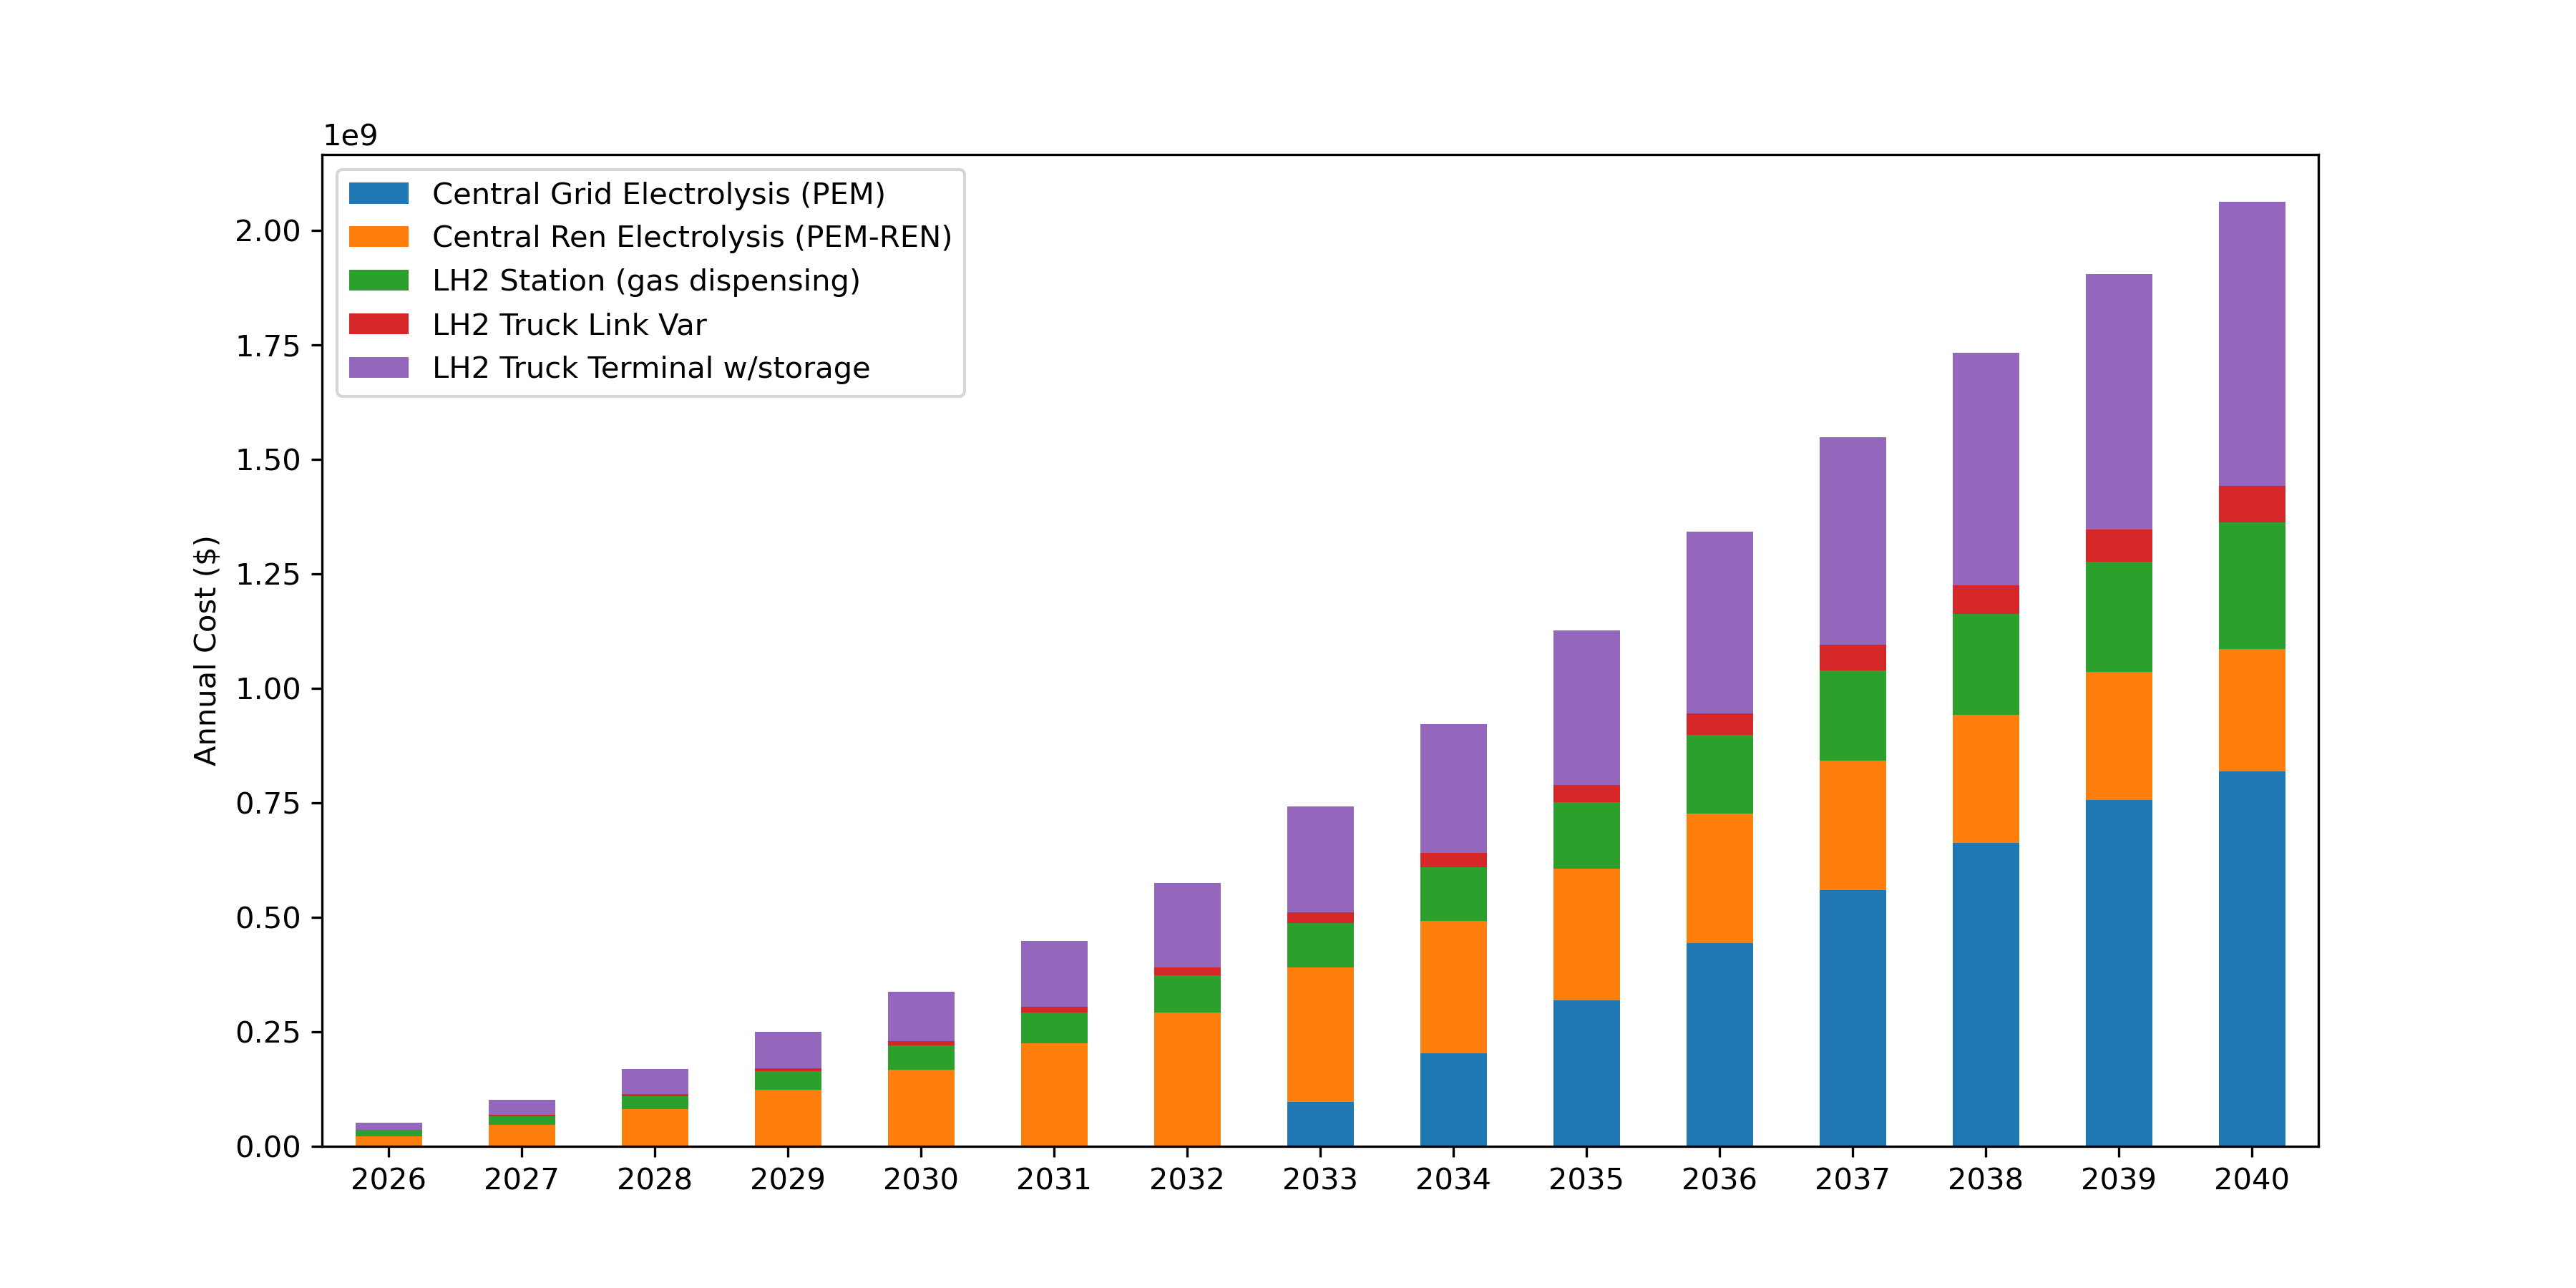 1e9
Central Grid Electrolysis (PEM)
Central Ren Electrolysis (PEM-REN)
LH2 Station (gas dispensing)
LH2 Truck Link Var
LH2 Truck Terminal w/storage
Annual Cost ($)
2.00
1.75
1.50
1.25
1.00
0.75
0.50
0.25
0.00
2026 2027 2028 2029 2030 2031 2032 2033 2034 2035 2036 2037 2038 2039 2040